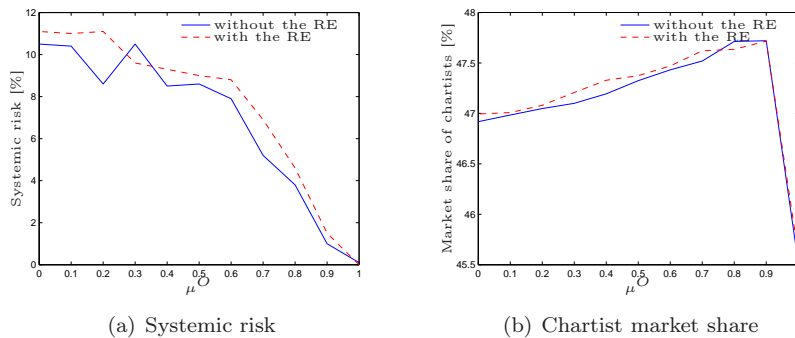 without the RE
with the RE
Systemic risk [%]
12
10
8
6
4
2
0
0 0.1 0.2 0.3 0.4 0.5 0.6 0.7 0.8 0.9 1
μ^O
(a) Systemic risk
without the RE
with the RE
Market share of chartists [%]
48
47.5
47
46.5
46
45.5
0 0.1 0.2 0.3 0.4 0.5 0.6 0.7 0.8 0.9
μ^O
(b) Chartist market share